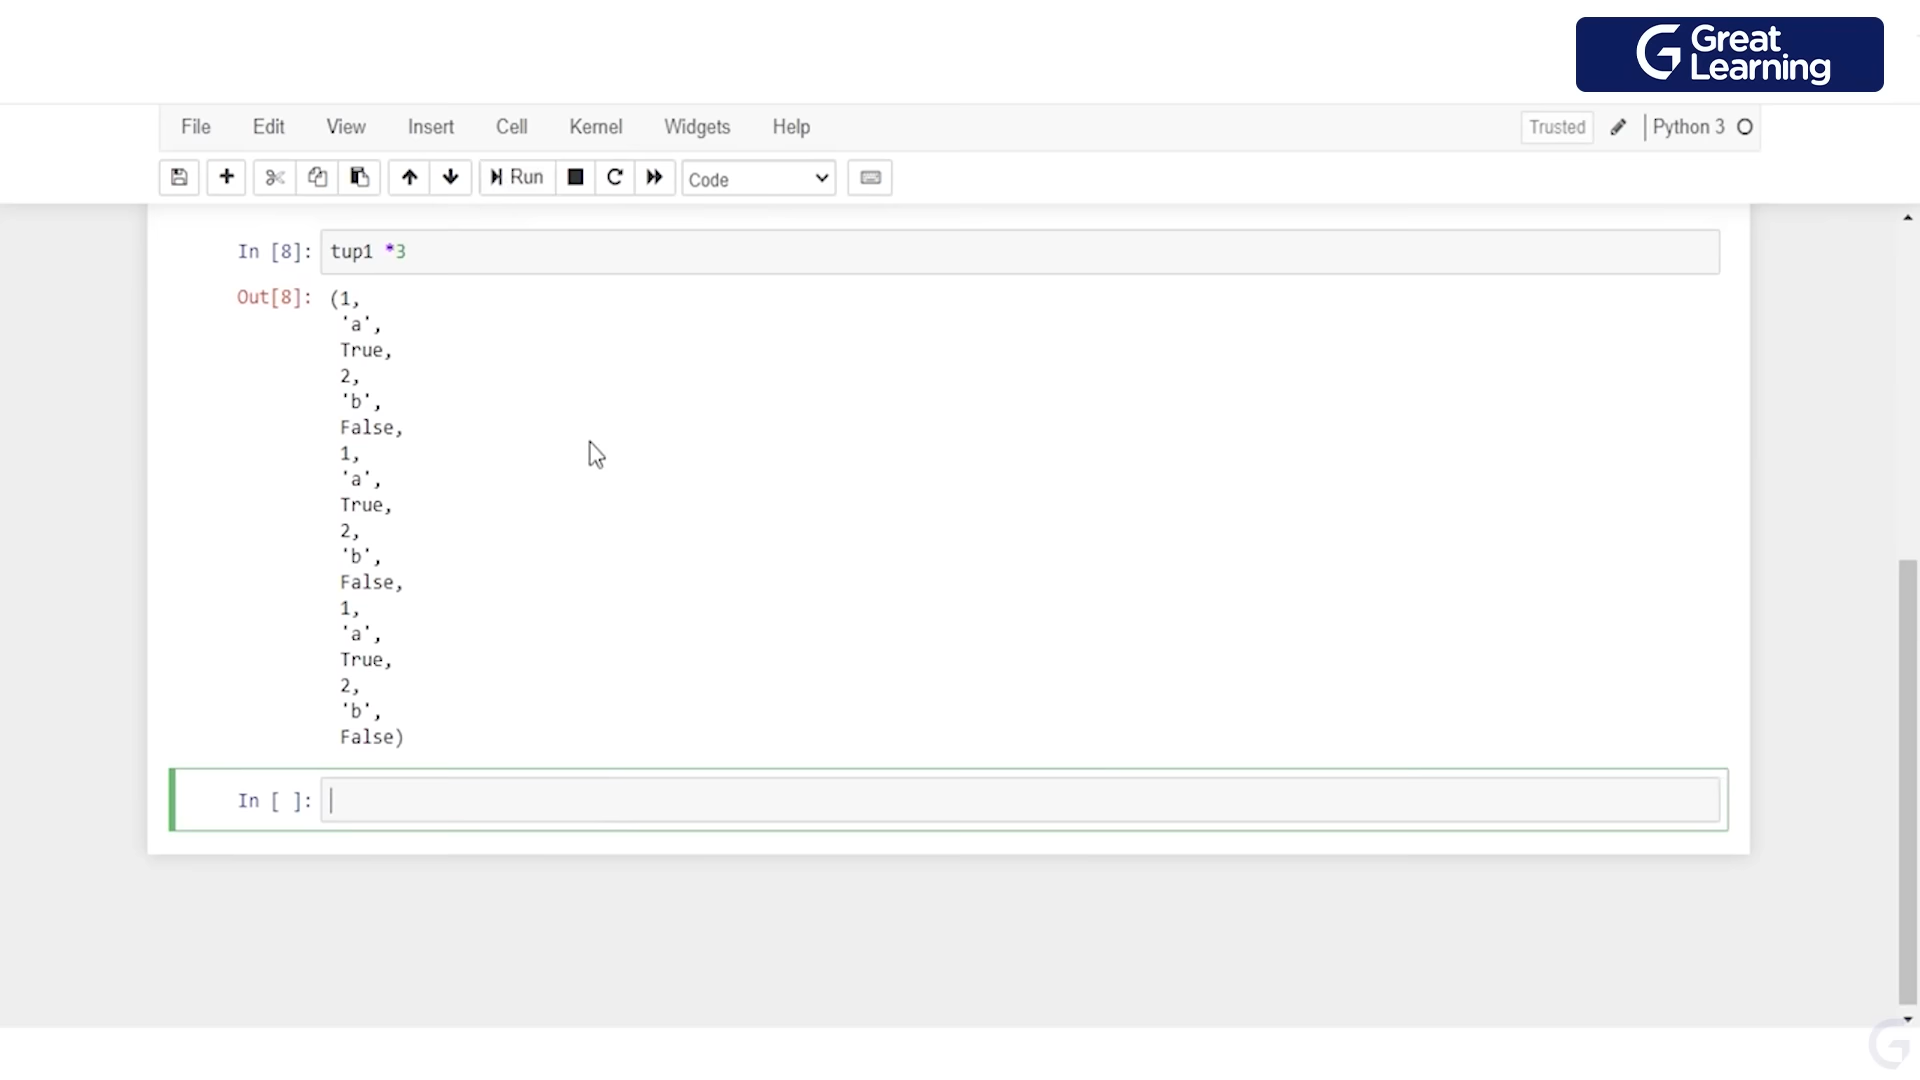 Great
Learning
File Edit View Insert Cell Kernel Widgets Help Trusted Python 3
Run Code
In [8]: tup1 *3
Out[8]: (1,
'a',
True,
2,
'b',
False,
1,
'a',
True,
2,
'b',
False,
1,
'a',
True,
2,
'b',
False)
In [ ]: